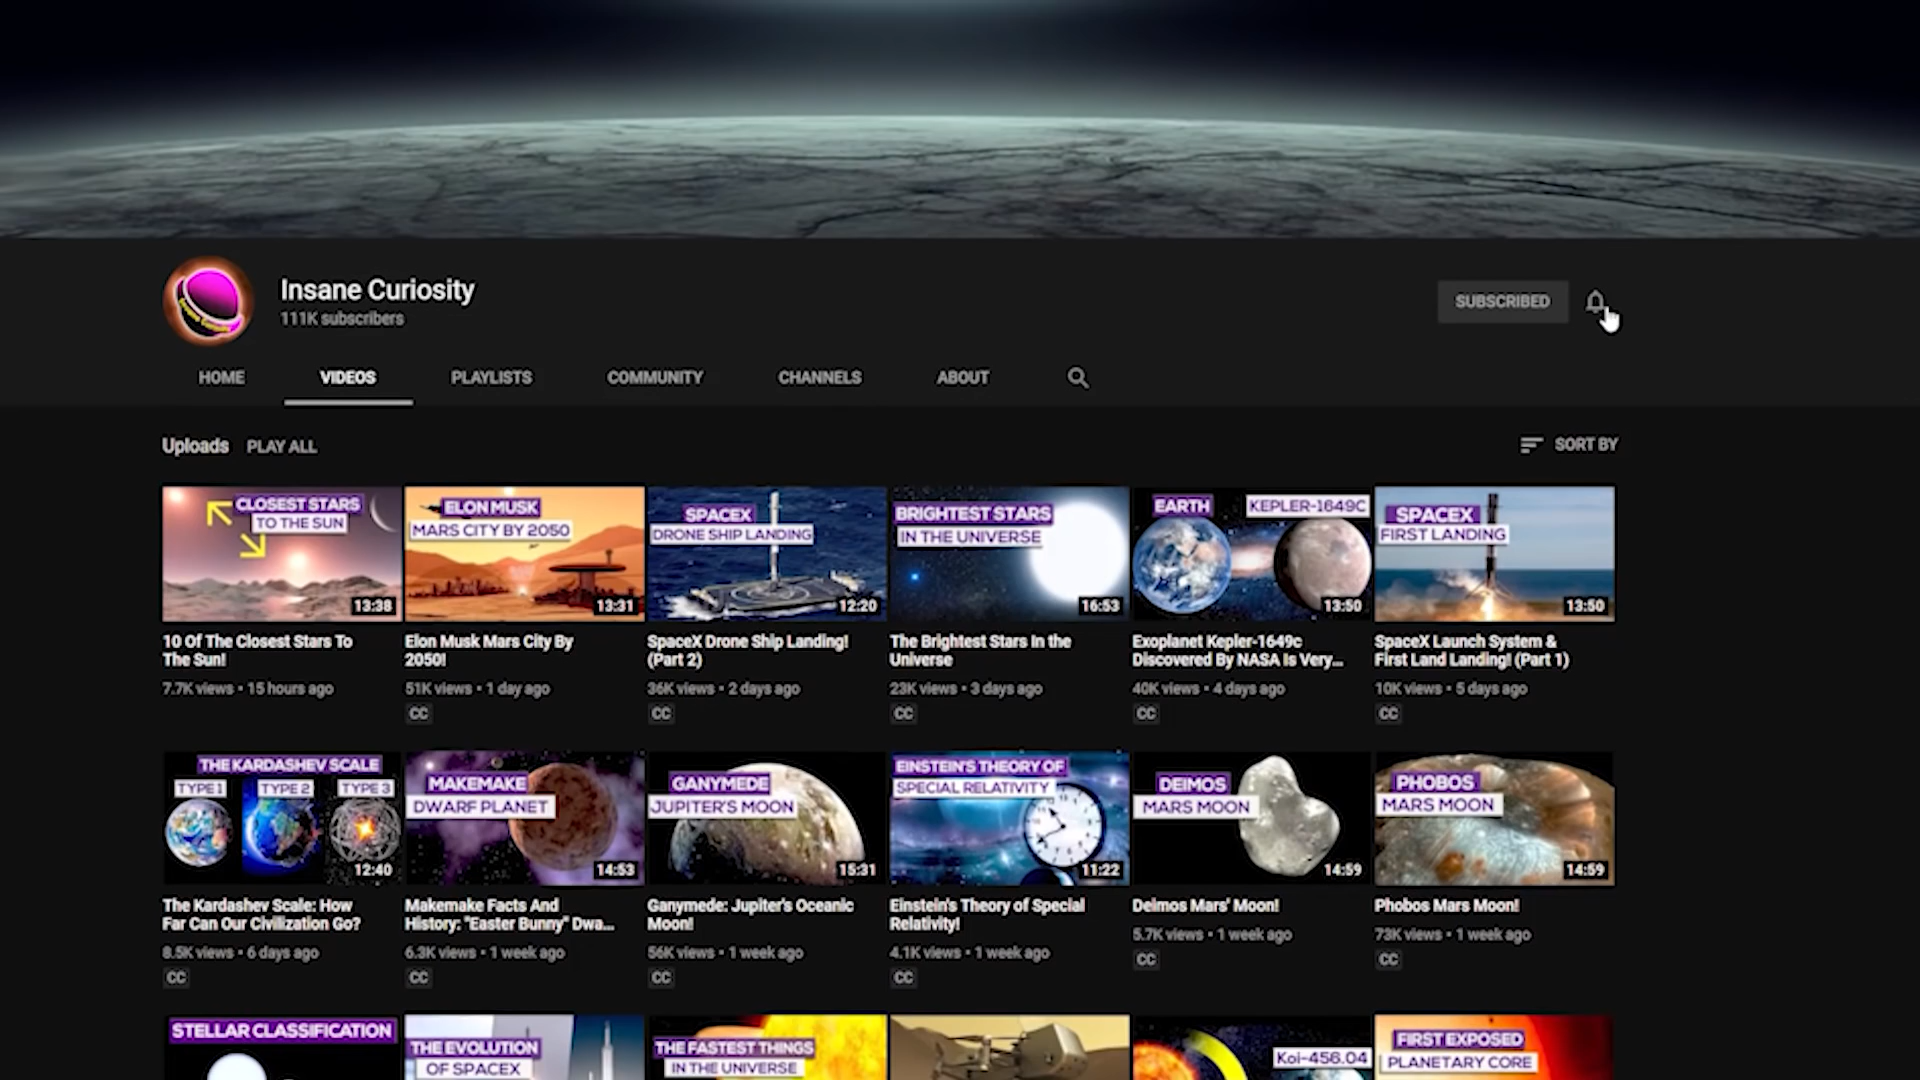 Insane Curiosity
111K subscribers
SUBSCRIBED
HOME VIDEOS PLAYLISTS COMMUNITY CHANNELS ABOUT
Uploads PLAY ALL
SORT BY
CLOSEST STARS
TO THE SUN
13:38
ELON MUSK
MARS CITY BY 2050
13:31
SPACEX
DRONE SHIP LANDING
12:20
BRIGHTEST STARS
IN THE UNIVERSE
16:53
EARTH
KEPLER-1649C
13:50
SPACEX
FIRST LANDING
13:50
10 Of The Closest Stars To
The Sun!
7.7K views • 15 hours ago
Elon Musk Mars City By
2050!
51K views • 1 day ago
CC
SpaceX Drone Ship Landing!
(Part 2)
36K views • 2 days ago
CC
The Brightest Stars In the
Universe
23K views • 3 days ago
CC
Exoplanet Kepler-1649c
Discovered By NASA Is Very...
40K views • 4 days ago
CC
SpaceX Launch System &
First Land Landing! (Part 1)
10K views • 5 days ago
CC
THE KARDASHEV SCALE
TYPE 1 TYPE 2 TYPE 3
12:40
MAKEMAKE
DWARF PLANET
14:53
GANYMEDE
JUPITER'S MOON
15:31
EINSTEIN'S THEORY OF
SPECIAL RELATIVITY
11:22
DEIMOS
MARS MOON
14:59
PHOBOS
MARS MOON
14:59
The Kardashev Scale: How
Far Can Our Civilization Go?
8.5K views • 6 days ago
CC
Makemake Facts And
History: "Easter Bunny" Dwa...
6.3K views • 1 week ago
CC
Ganymede: Jupiter's Oceanic
Moon!
56K views • 1 week ago
CC
Einstein's Theory of Special
Relativity!
4.1K views • 1 week ago
CC
Deimos Mars' Moon!
5.7K views • 1 week ago
CC
Phobos Mars Moon!
73K views • 1 week ago
CC
STELLAR CLASSIFICATION
THE EVOLUTION
OF SPACEX
THE FASTEST THINGS
IN THE UNIVERSE
Koi-456.04
FIRST EXPOSED
PLANETARY CORE